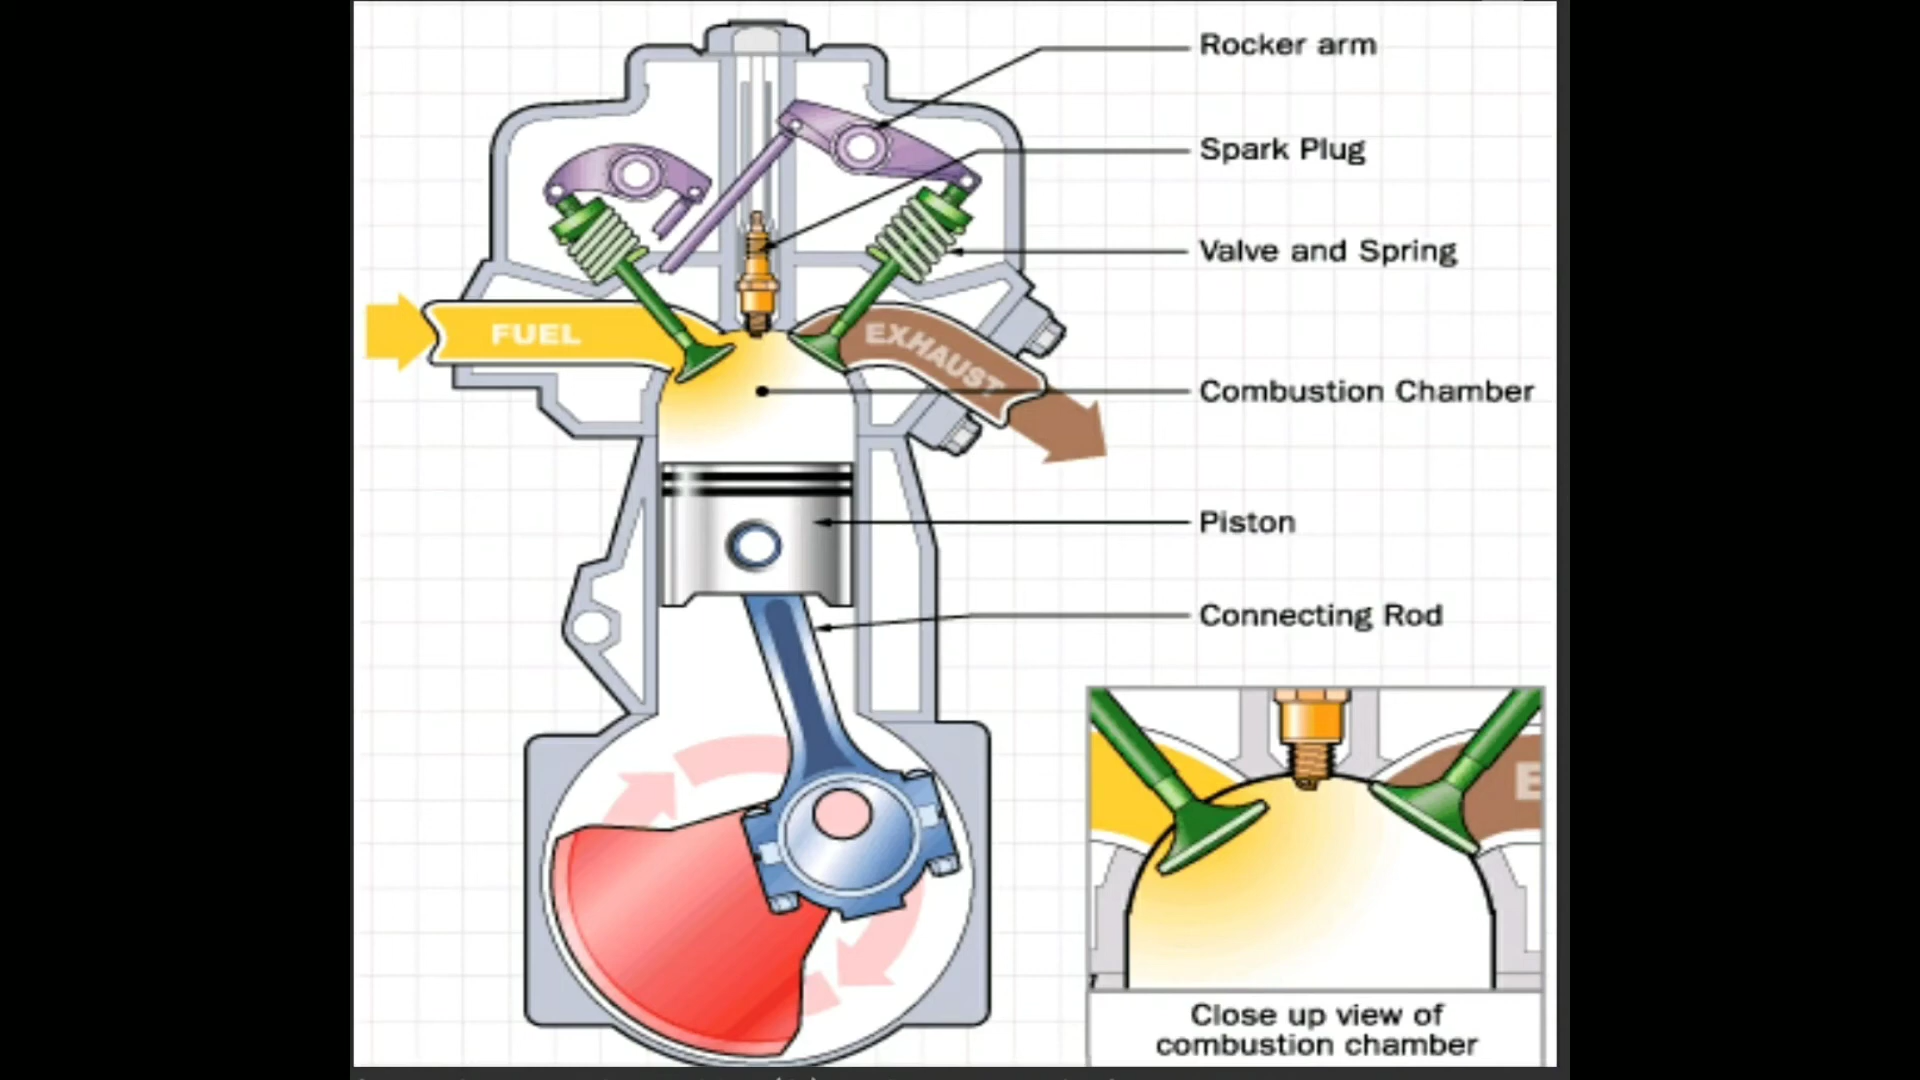 Rocker arm
Spark Plug
Valve and Spring
FUEL
EXHAUST
Combustion Chamber
Piston
Connecting Rod
E
Close up view of
combustion chamber